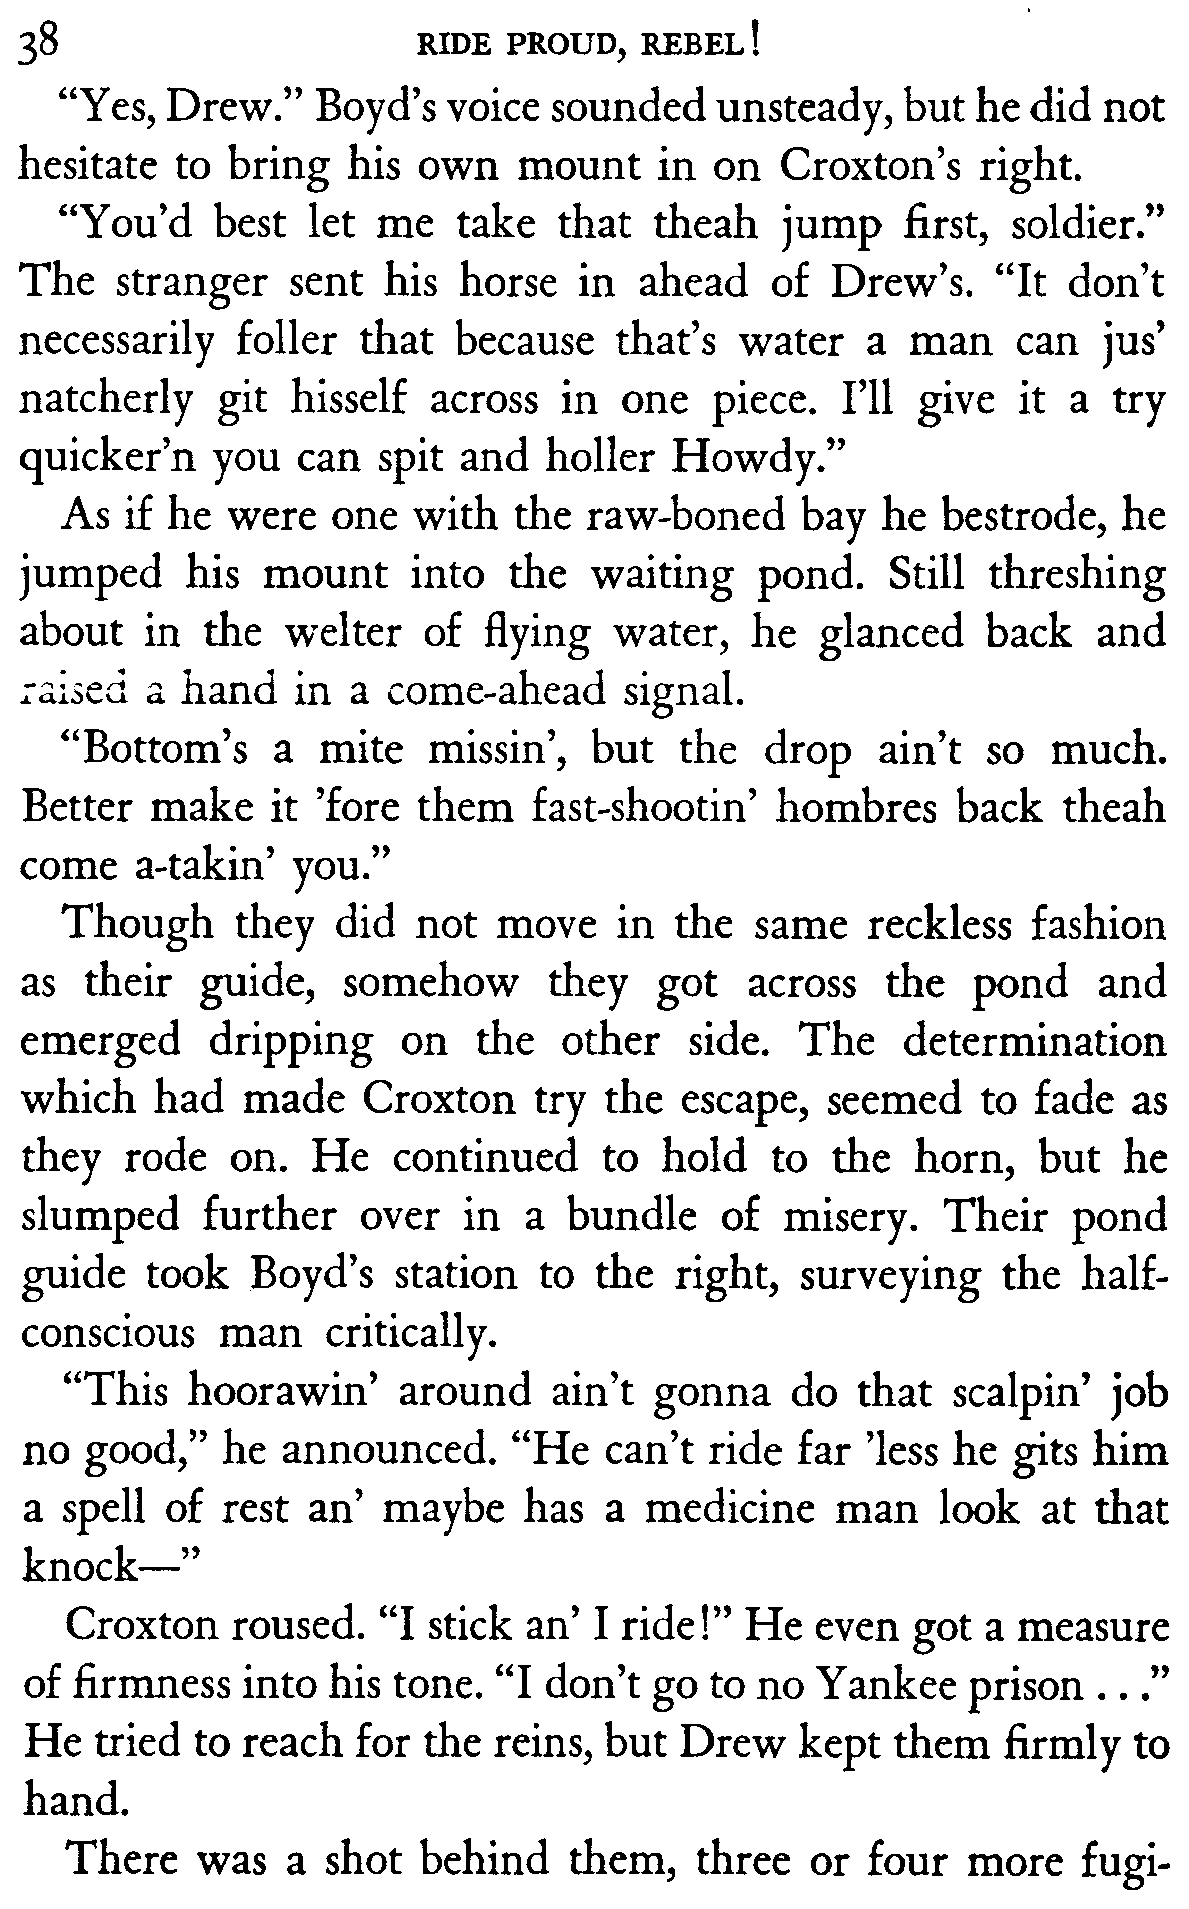 38 RIDE PROUD, REBEL!
“Yes, Drew.” Boyd’s voice sounded unsteady, but he did not
hesitate to bring his own mount in on Croxton’s right.
“You’d best let me take that theah jump first, soldier.”
The stranger sent his horse in ahead of Drew’s. “It don’t
necessarily foller that because that’s water a man can jus’
natcherly git hisself across in one piece. I’ll give it a try
quicker’n you can spit and holler Howdy.”
As if he were one with the raw-boned bay he bestrode, he
jumped his mount into the waiting pond. Still threshing
about in the welter of flying water, he glanced back and
raised a hand in a come-ahead signal.
“Bottom’s a mite missin’, but the drop ain’t so much.
Better make it ’fore them fast-shootin’ hombres back theah
come a-takin’ you.”
Though they did not move in the same reckless fashion
as their guide, somehow they got across the pond and
emerged dripping on the other side. The determination
which had made Croxton try the escape, seemed to fade as
they rode on. He continued to hold to the horn, but he
slumped further over in a bundle of misery. Their pond
guide took Boyd’s station to the right, surveying the half-
conscious man critically.
“This hoorawin’ around ain’t gonna do that scalpin’ job
no good,” he announced. “He can’t ride far ’less he gits him
a spell of rest an’ maybe has a medicine man look at that
knock—”
Croxton roused. “I stick an’ I ride!” He even got a measure
of firmness into his tone. “I don’t go to no Yankee prison . . .”
He tried to reach for the reins, but Drew kept them firmly to
hand.
There was a shot behind them, three or four more fugi-